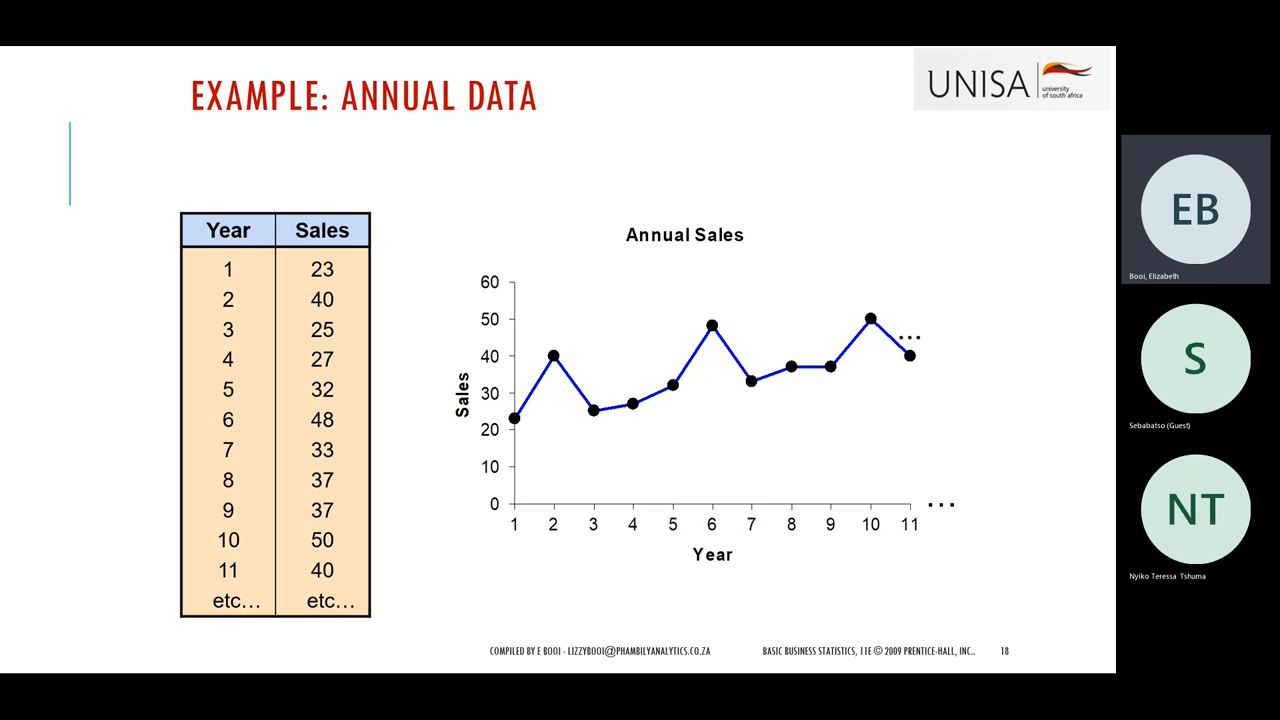 EXAMPLE: ANNUAL DATA
UNISA
university
of south africa
Year Sales
1 23
2 40
3 25
4 27
5 32
6 48
7 33
8 37
9 37
10 50
11 40
etc… etc…
Annual Sales
60
50
40
30
20
10
0
Sales
1 2 3 4 5 6 7 8 9 10 11 ...
...
Year
COMPILED BY E BOOI - LIZZYBOOI@PHAMBILYANALYTICS.CO.ZA
BASIC BUSINESS STATISTICS, 11E © 2009 PRENTICE-HALL, INC..
18
EB
Booi, Elizabeth
S
Sebabatso (Guest)
NT
Nyiko Teressa Tshuma